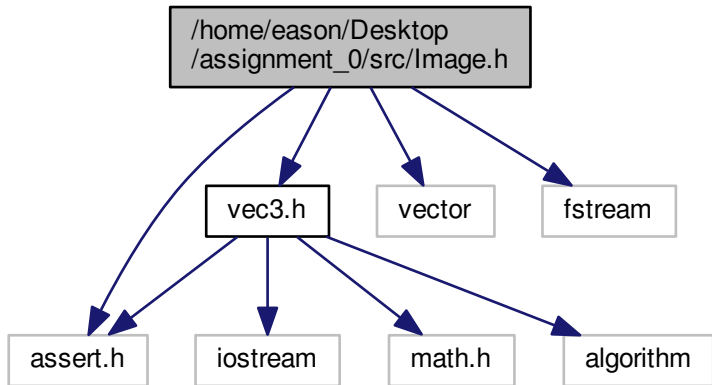 /home/eason/Desktop
/assignment_0/src/Image.h
vec3.h
vector
fstream
assert.h
iostream
math.h
algorithm